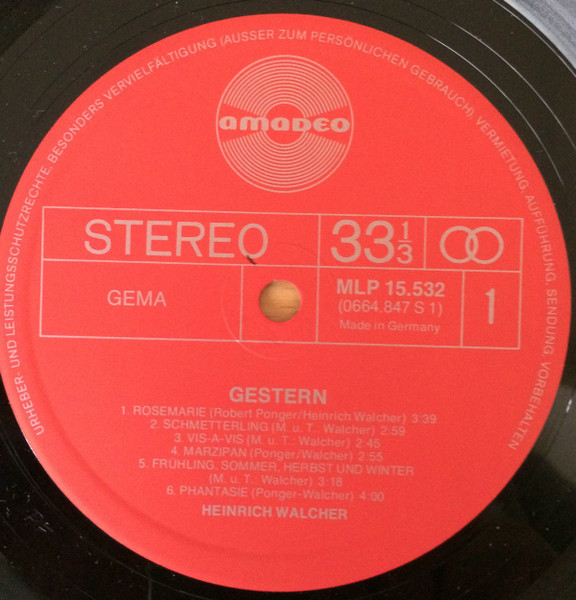 URHEBER- UND LEISTUNGSSCHUTZRECHTE, BESONDERS VERVIELFÄLTIGUNG (AUSSER ZUM PERSÖNLICHEN GEBRAUCH), VERMIETUNG, AUFFÜHRUNG, SENDUNG, VORBEHALTEN
amadeo
STEREO
33 1/3
GEMA
MLP 15.532
(0664.847 S 1)
Made in Germany
1
GESTERN
1. ROSEMARIE (Robert Ponger/Heinrich Walcher) 3:39
2. SCHMETTERLING (M. u. T.: Walcher) 2:59
3. VIS-A-VIS (M. u. T.: Walcher) 2:45
4. MARZIPAN (Ponger/Walcher) 2:55
5. FRÜHLING, SOMMER, HERBST UND WINTER
(M. u. T.: Walcher) 3:18
6. PHANTASIE (Ponger-Walcher) 4:00
HEINRICH WALCHER